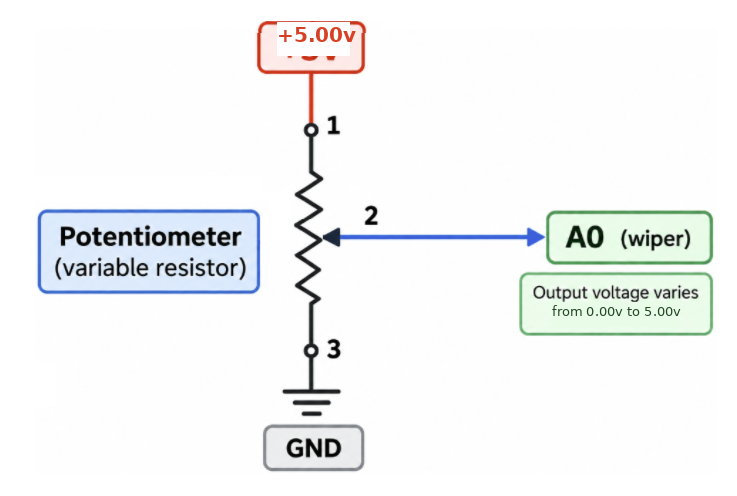 +5.00v
1
2
Potentiometer
(variable resistor)
A0 (wiper)
Output voltage varies
from 0.00v to 5.00v
3
GND